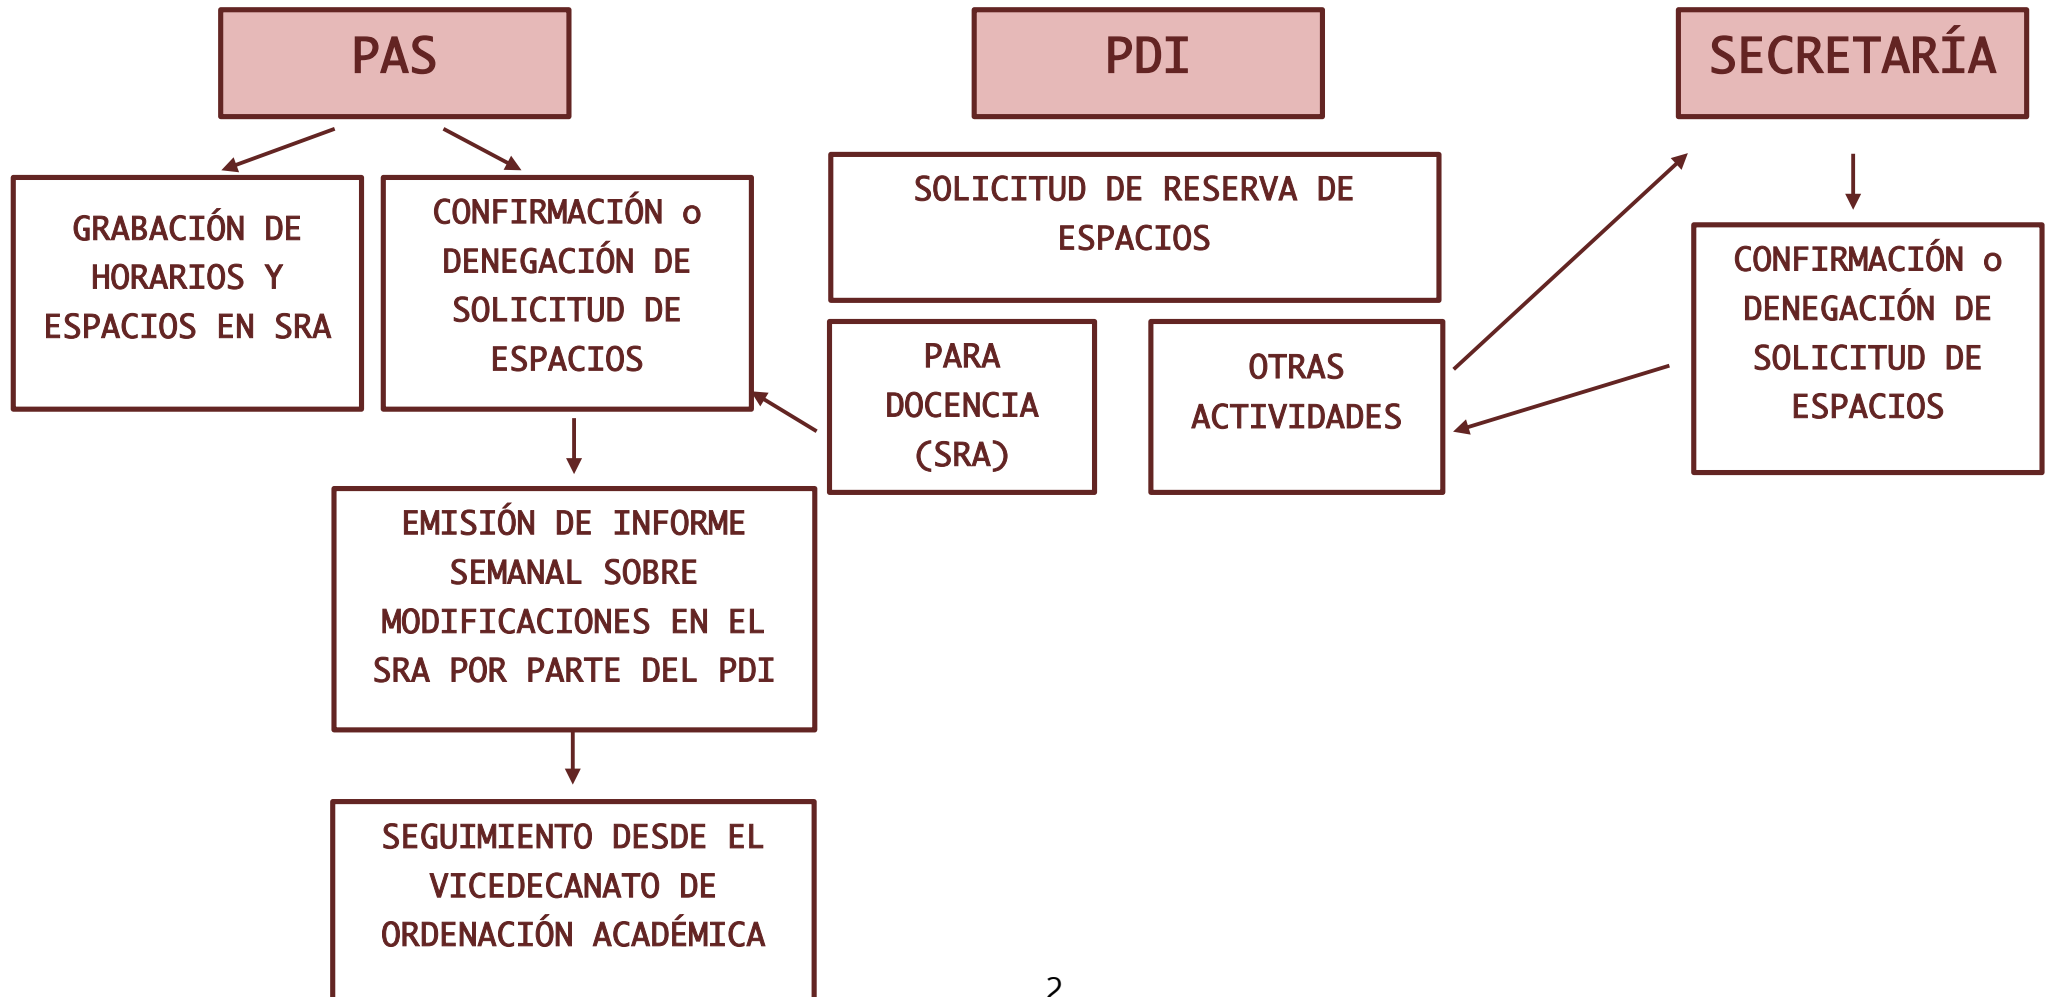 PAS
PDI
SECRETARÍA
GRABACIÓN DE
HORARIOS Y
ESPACIOS EN SRA
CONFIRMACIÓN o
DENEGACIÓN DE
SOLICITUD DE
ESPACIOS
SOLICITUD DE RESERVA DE
ESPACIOS
PARA
DOCENCIA
(SRA)
OTRAS
ACTIVIDADES
CONFIRMACIÓN o
DENEGACIÓN DE
SOLICITUD DE
ESPACIOS
EMISIÓN DE INFORME
SEMANAL SOBRE
MODIFICACIONES EN EL
SRA POR PARTE DEL PDI
SEGUIMIENTO DESDE EL
VICEDECANATO DE
ORDENACIÓN ACADÉMICA
2